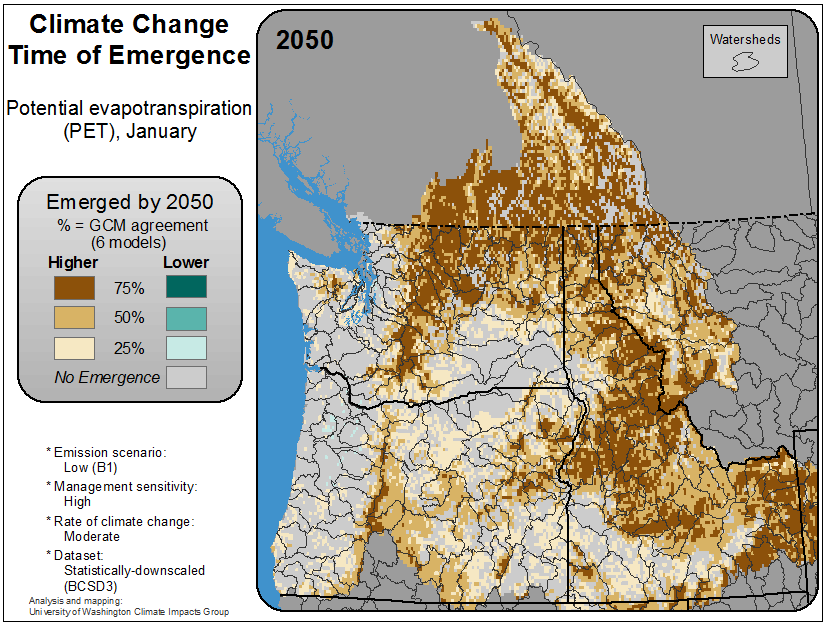 Climate Change
Time of Emergence
Potential evapotranspiration
(PET), January
Emerged by 2050
% = GCM agreement
(6 models)
Higher Lower
75%
50%
25%
No Emergence
* Emission scenario:
Low (B1)
* Management sensitivity:
High
* Rate of climate change:
Moderate
* Dataset:
Statistically-downscaled
(BCSD3)
Analysis and mapping:
University of Washington Climate Impacts Group
2050
Watersheds